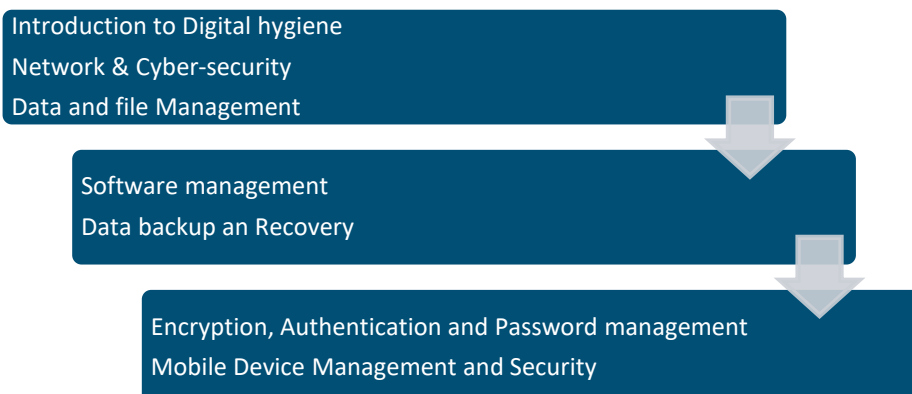 Introduction to Digital hygiene
Network & Cyber-security
Data and file Management
Software management
Data backup an Recovery
Encryption, Authentication and Password management
Mobile Device Management and Security